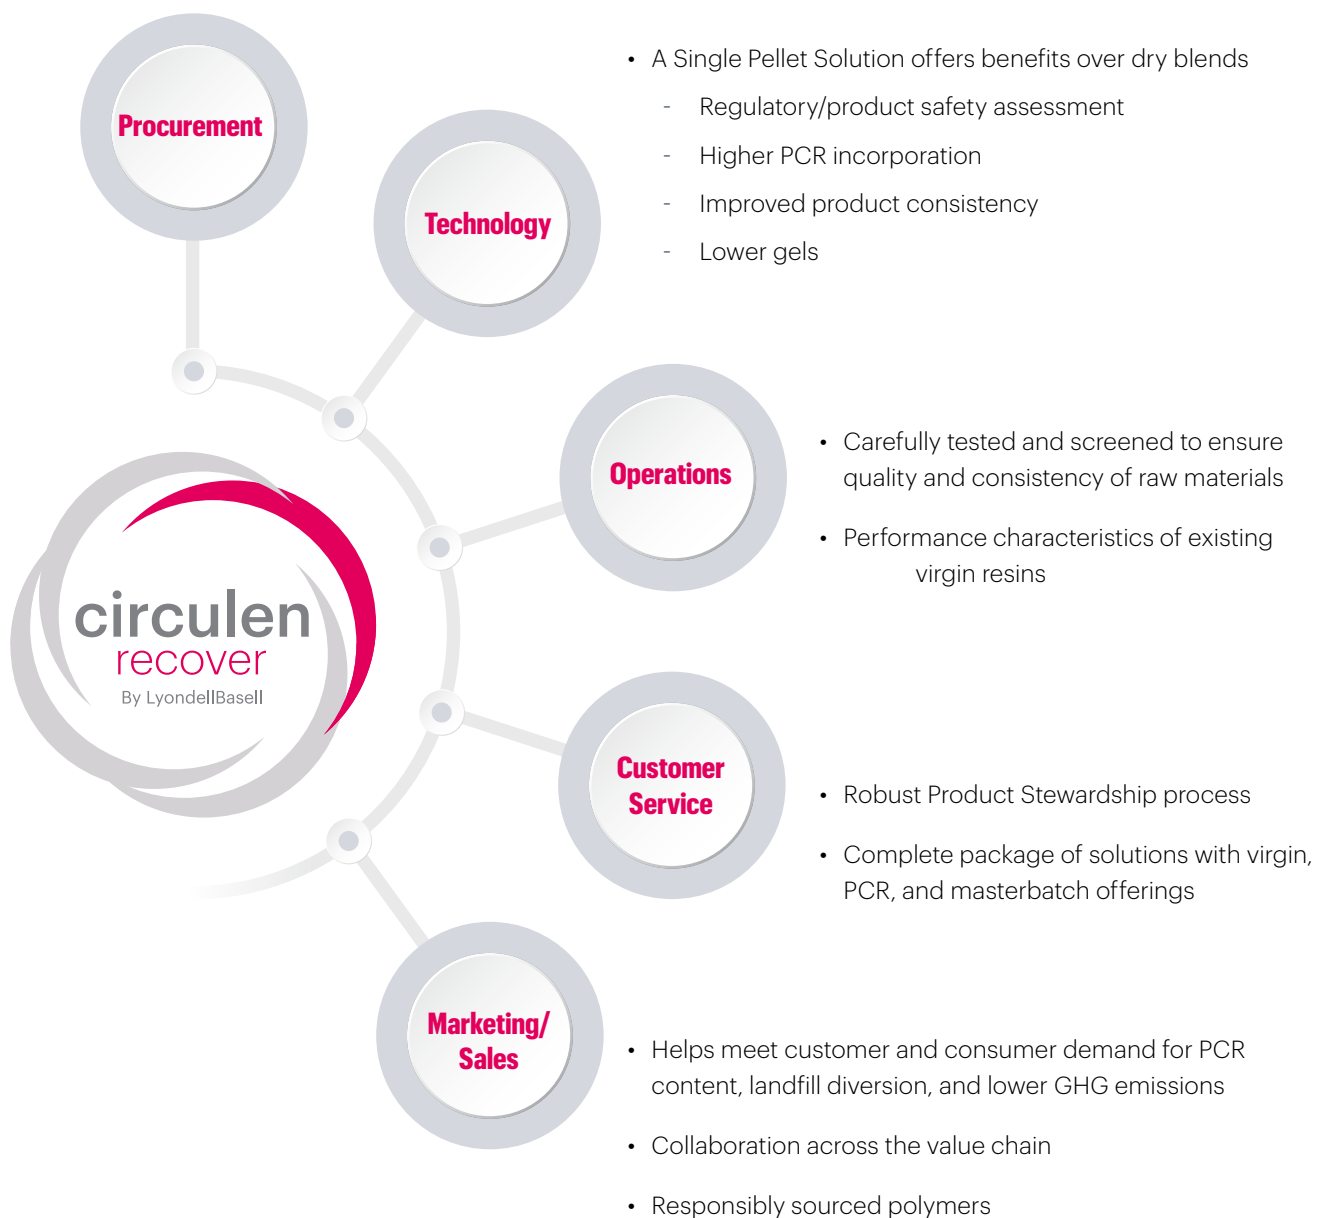 Procurement
• A Single Pellet Solution offers benefits over dry blends
- Regulatory/product safety assessment
- Higher PCR incorporation
- Improved product consistency
- Lower gels
Technology
Operations
• Carefully tested and screened to ensure
quality and consistency of raw materials
• Performance characteristics of existing
virgin resins
circulen
recover
By LyondellBasell
Customer
Service
• Robust Product Stewardship process
• Complete package of solutions with virgin,
PCR, and masterbatch offerings
Marketing/
Sales
• Helps meet customer and consumer demand for PCR
content, landfill diversion, and lower GHG emissions
• Collaboration across the value chain
• Responsibly sourced polymers